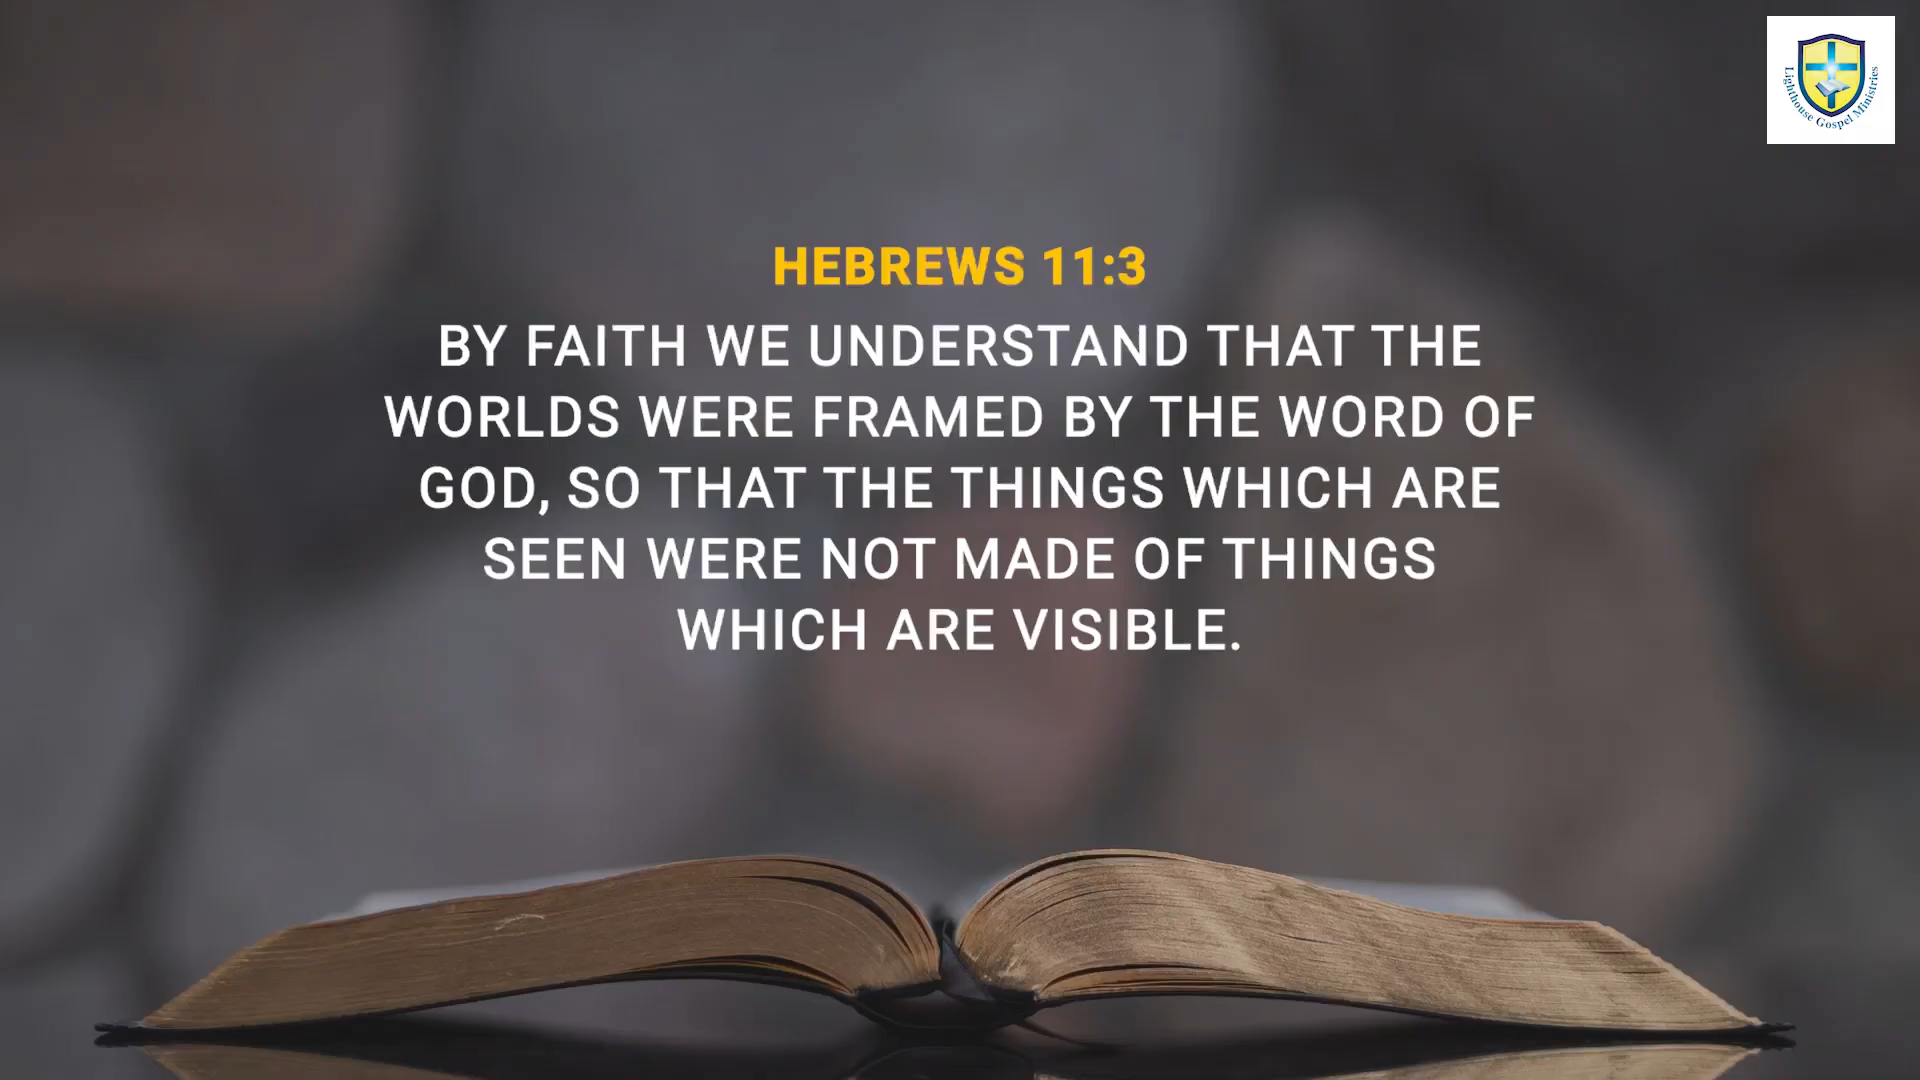 Lighthouse Gospel Ministries
HEBREWS 11:3
BY FAITH WE UNDERSTAND THAT THE
WORLDS WERE FRAMED BY THE WORD OF
GOD, SO THAT THE THINGS WHICH ARE
SEEN WERE NOT MADE OF THINGS
WHICH ARE VISIBLE.